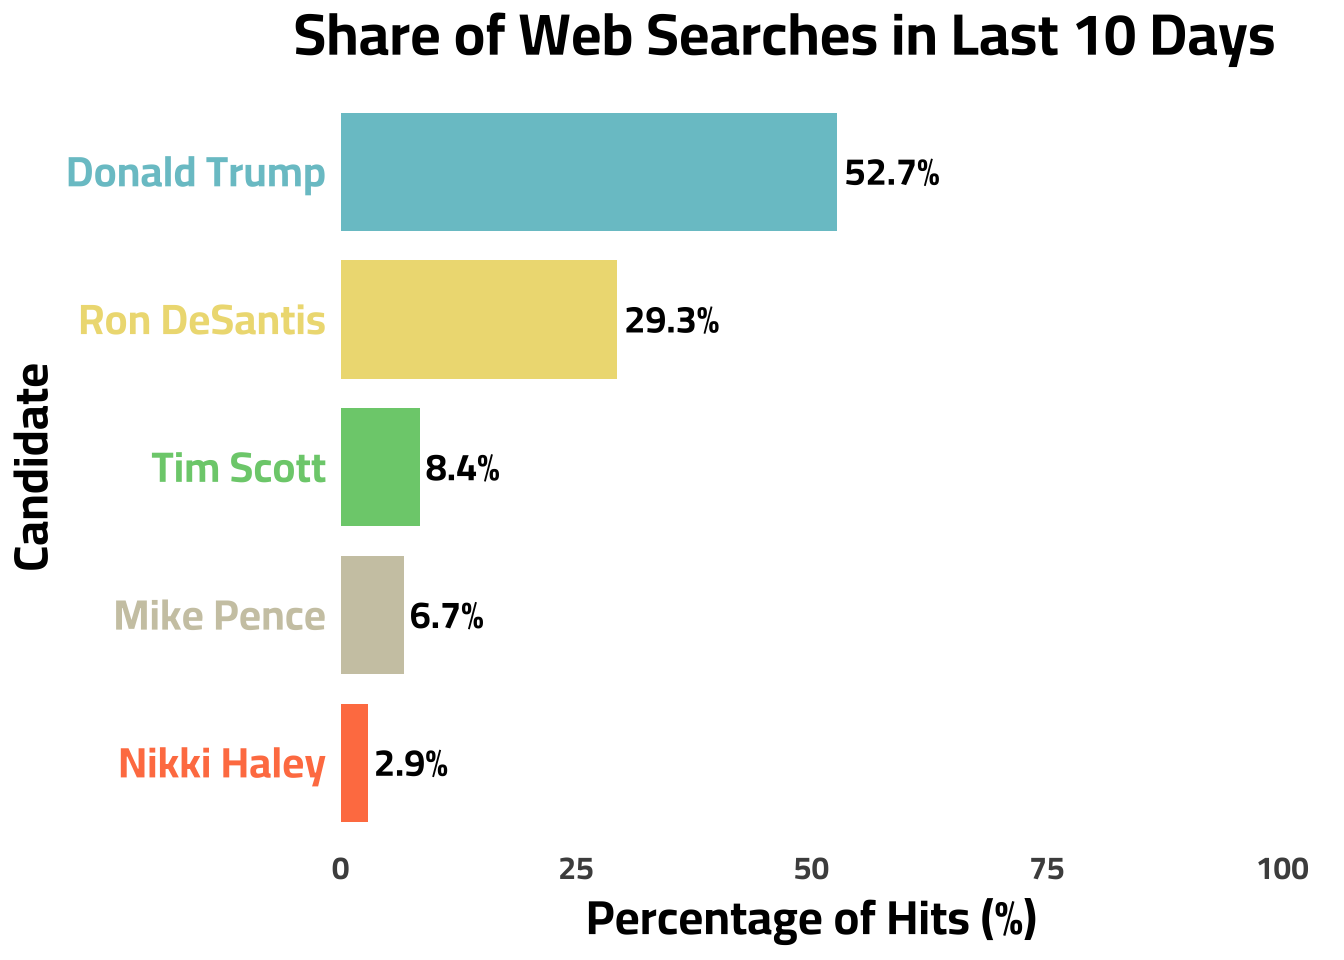 Share of Web Searches in Last 10 Days
Donald Trump 52.7%
Ron DeSantis 29.3%
Tim Scott 8.4%
Mike Pence 6.7%
Nikki Haley 2.9%
Candidate
0 25 50 75 100
Percentage of Hits (%)